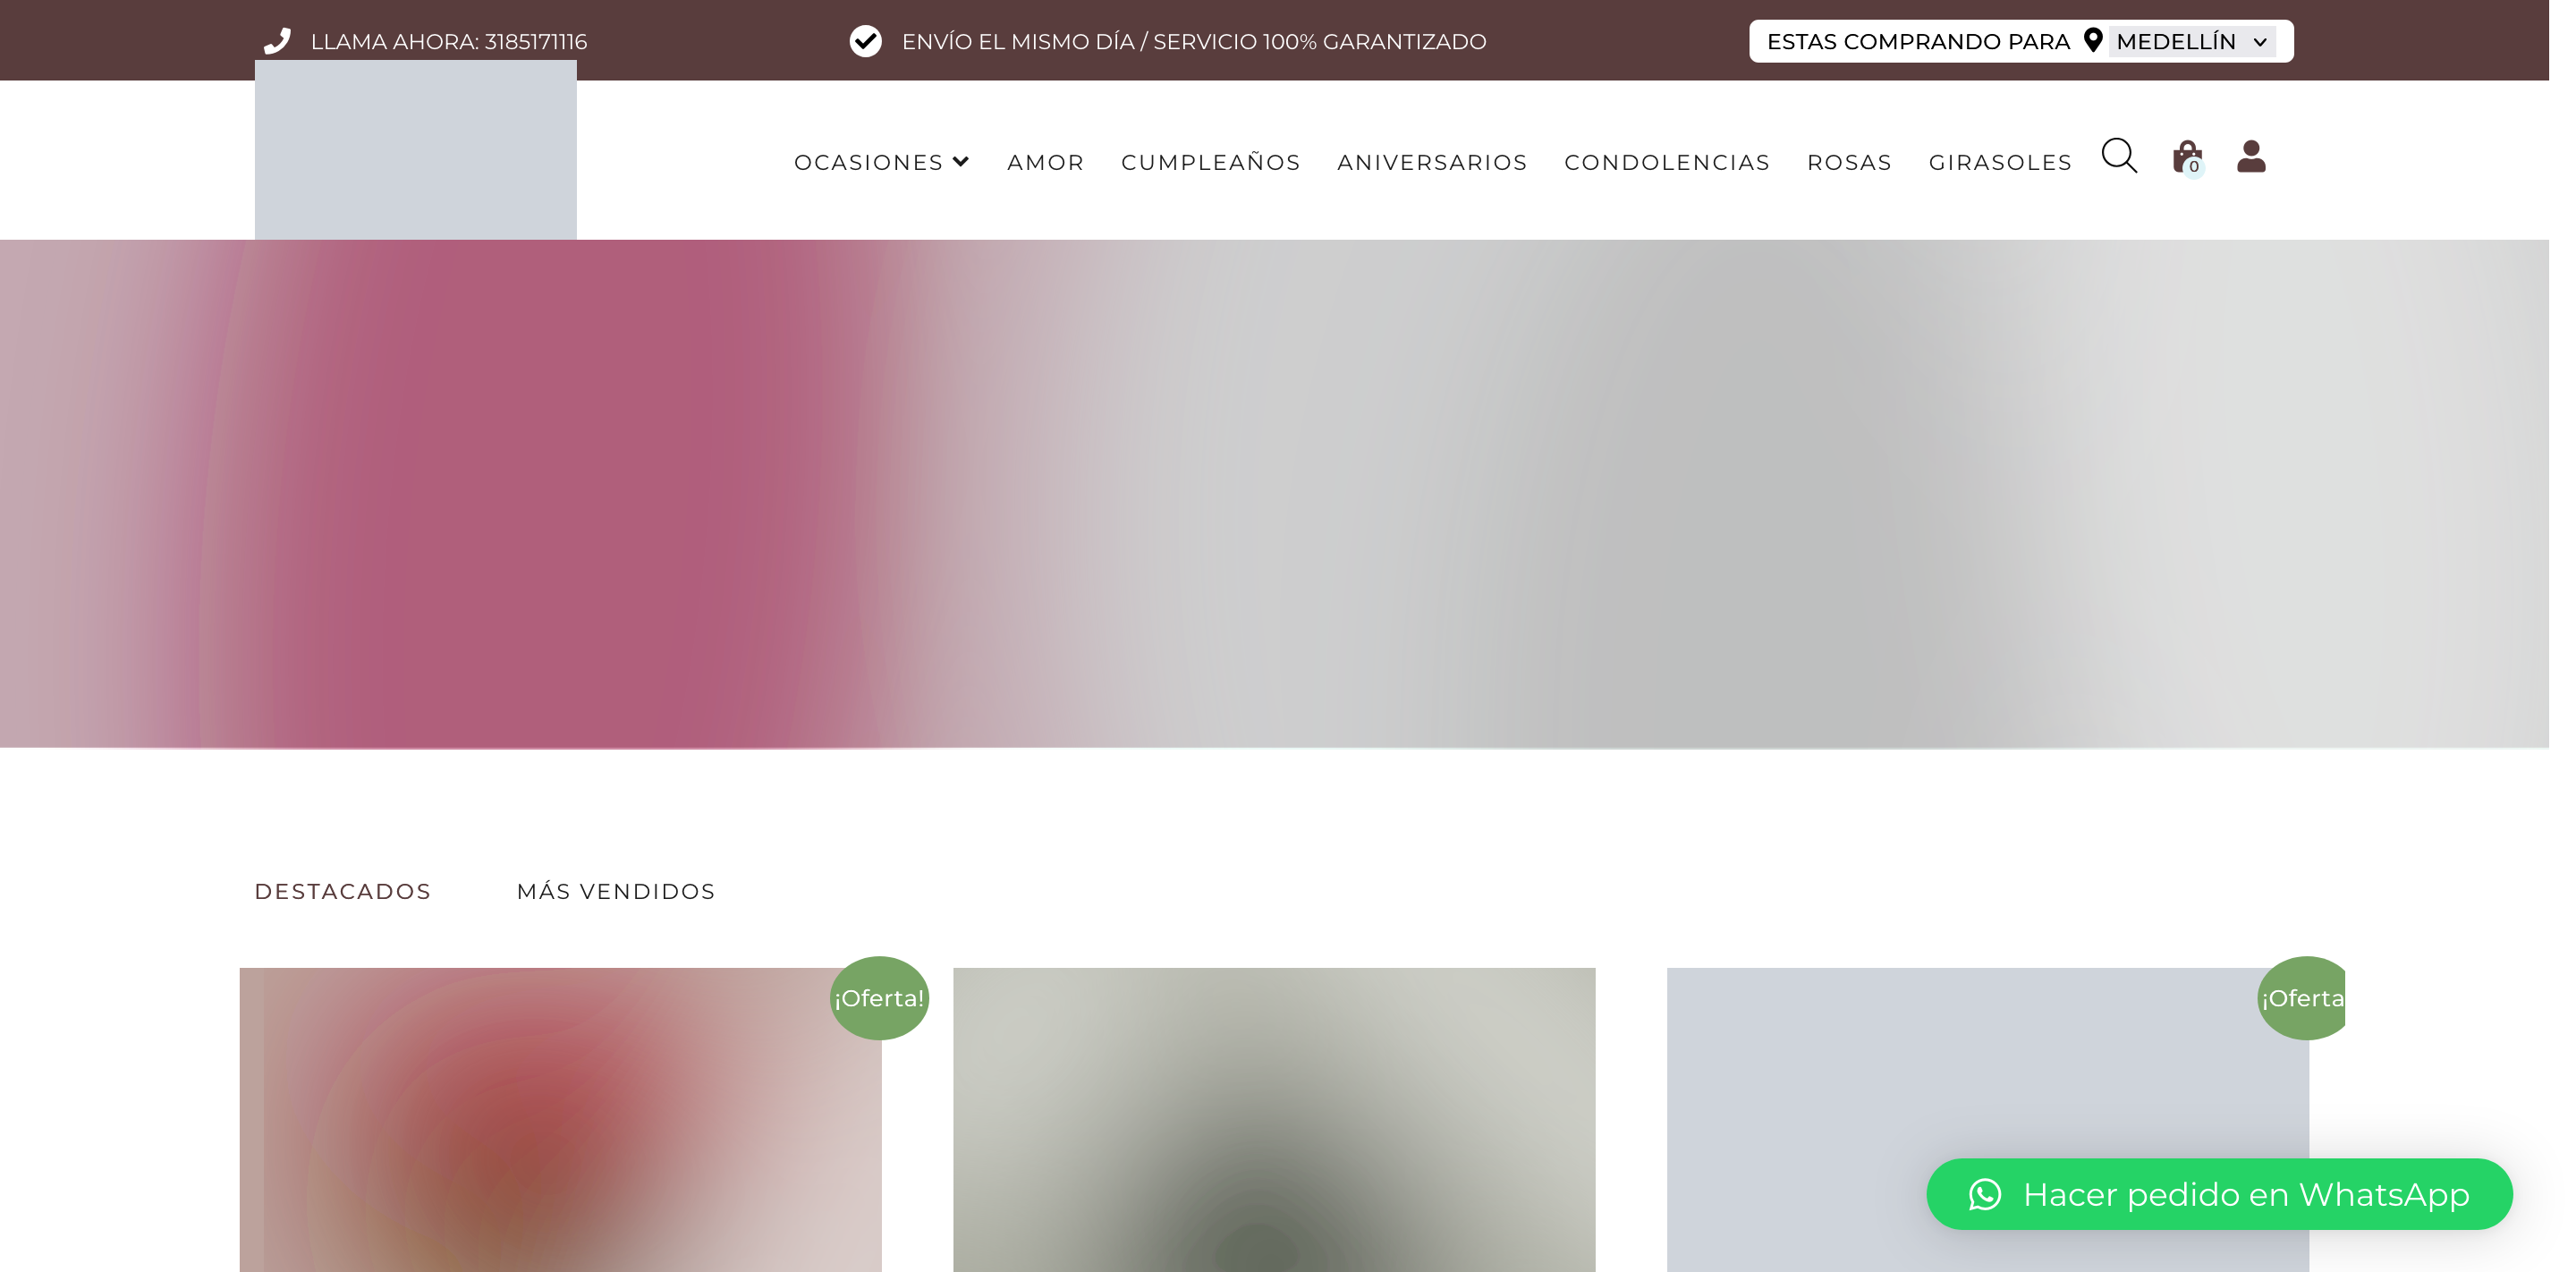 LLAMA AHORA: 3185171116
ENVÍO EL MISMO DÍA / SERVICIO 100% GARANTIZADO
ESTAS COMPRANDO PARA MEDELLÍN
OCASIONES AMOR CUMPLEAÑOS ANIVERSARIOS CONDOLENCIAS ROSAS GIRASOLES
0
DESTACADOS MÁS VENDIDOS
¡Oferta!
¡Oferta
Hacer pedido en WhatsApp